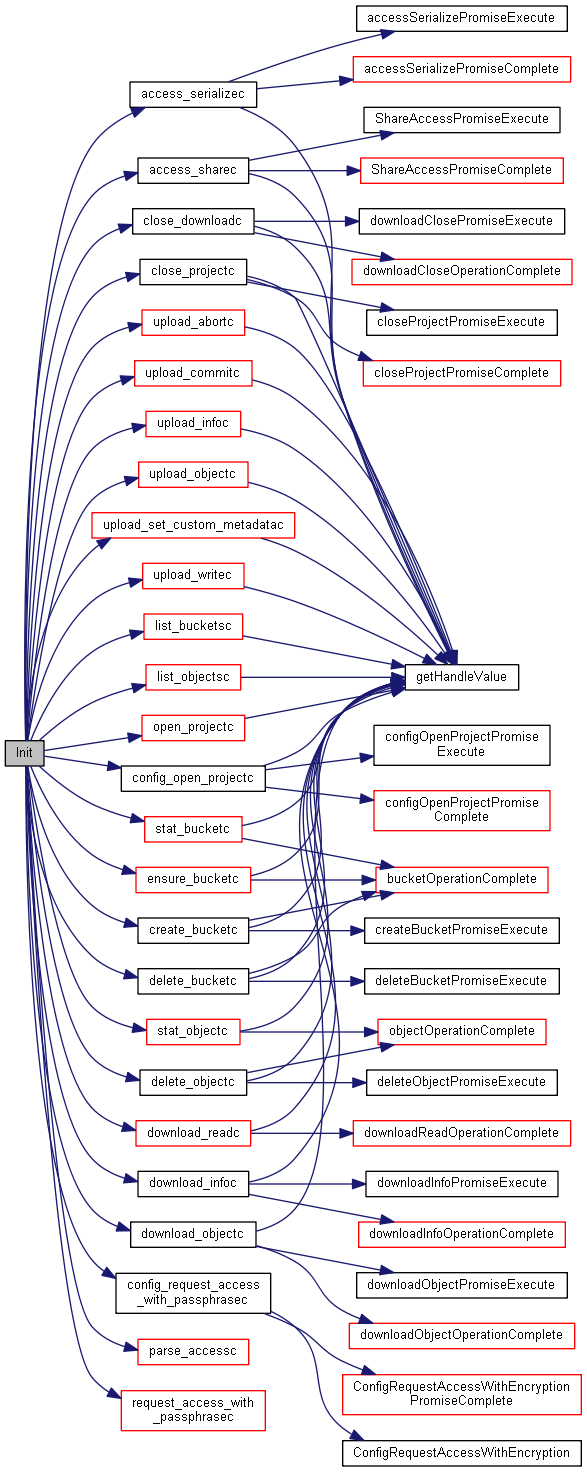 accessSerializePromiseExecute
accessSerializePromiseComplete
access_serializec
ShareAccessPromiseExecute
access_sharec
ShareAccessPromiseComplete
close_downloadc
downloadClosePromiseExecute
close_projectc
downloadCloseOperationComplete
upload_abortc
closeProjectPromiseExecute
upload_commitc
closeProjectPromiseComplete
upload_infoc
upload_objectc
upload_set_custom_metadatac
upload_writec
list_bucketsc
list_objectsc
getHandleValue
open_projectc
Init
config_open_projectc
configOpenProjectPromise
Execute
configOpenProjectPromise
Complete
stat_bucketc
ensure_bucketc
bucketOperationComplete
create_bucketc
createBucketPromiseExecute
delete_bucketc
deleteBucketPromiseExecute
stat_objectc
objectOperationComplete
delete_objectc
deleteObjectPromiseExecute
download_readc
downloadReadOperationComplete
download_infoc
downloadInfoPromiseExecute
download_objectc
downloadInfoOperationComplete
config_request_access
_with_passphrasec
downloadObjectPromiseExecute
downloadObjectOperationComplete
parse_accessc
ConfigRequestAccessWithEncryption
PromiseComplete
request_access_with
_passphrasec
ConfigRequestAccessWithEncryption